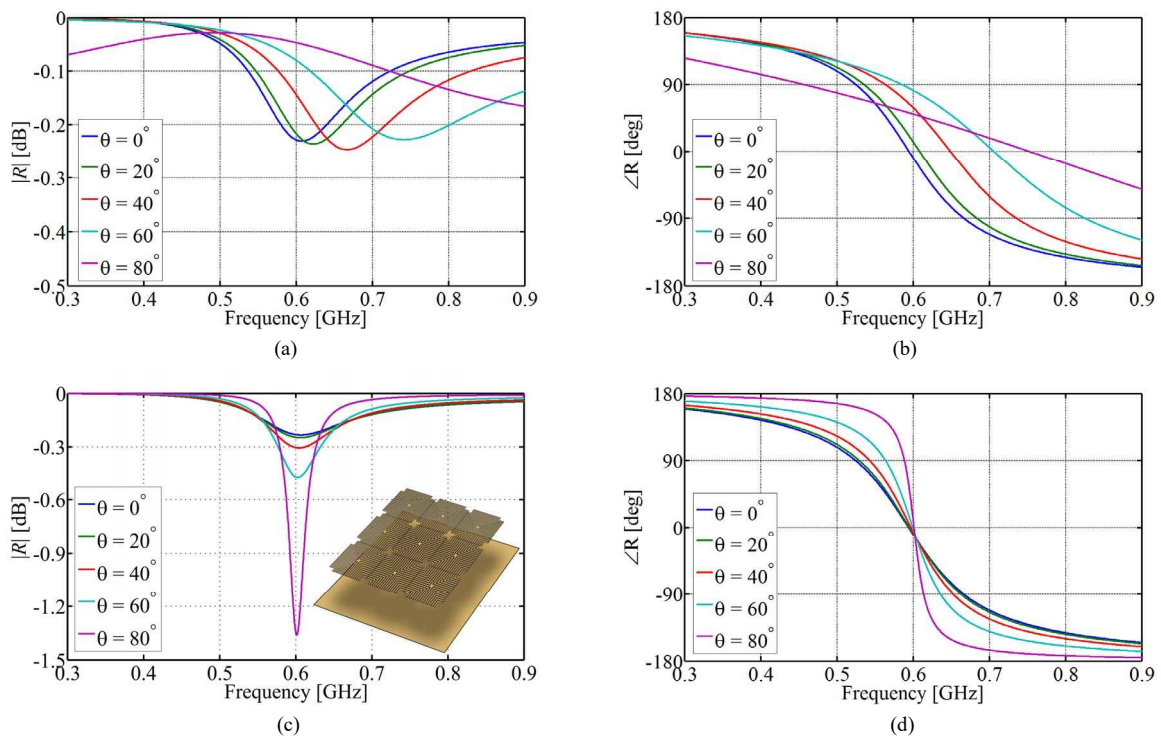 0
-0.1
-0.2
-0.3
-0.4
-0.5
|R| [dB]
θ = 0°
θ = 20°
θ = 40°
θ = 60°
θ = 80°
0.3 0.4 0.5 0.6 0.7 0.8 0.9
Frequency [GHz]
(a)
180
90
0
-90
-180
∠R [deg]
θ = 0°
θ = 20°
θ = 40°
θ = 60°
θ = 80°
0.3 0.4 0.5 0.6 0.7 0.8 0.9
Frequency [GHz]
(b)
0
-0.3
-0.6
-0.9
-1.2
-1.5
|R| [dB]
θ = 0°
θ = 20°
θ = 40°
θ = 60°
θ = 80°
0.3 0.4 0.5 0.6 0.7 0.8 0.9
Frequency [GHz]
(c)
180
90
0
-90
-180
∠R [deg]
θ = 0°
θ = 20°
θ = 40°
θ = 60°
θ = 80°
0.3 0.4 0.5 0.6 0.7 0.8 0.9
Frequency [GHz]
(d)